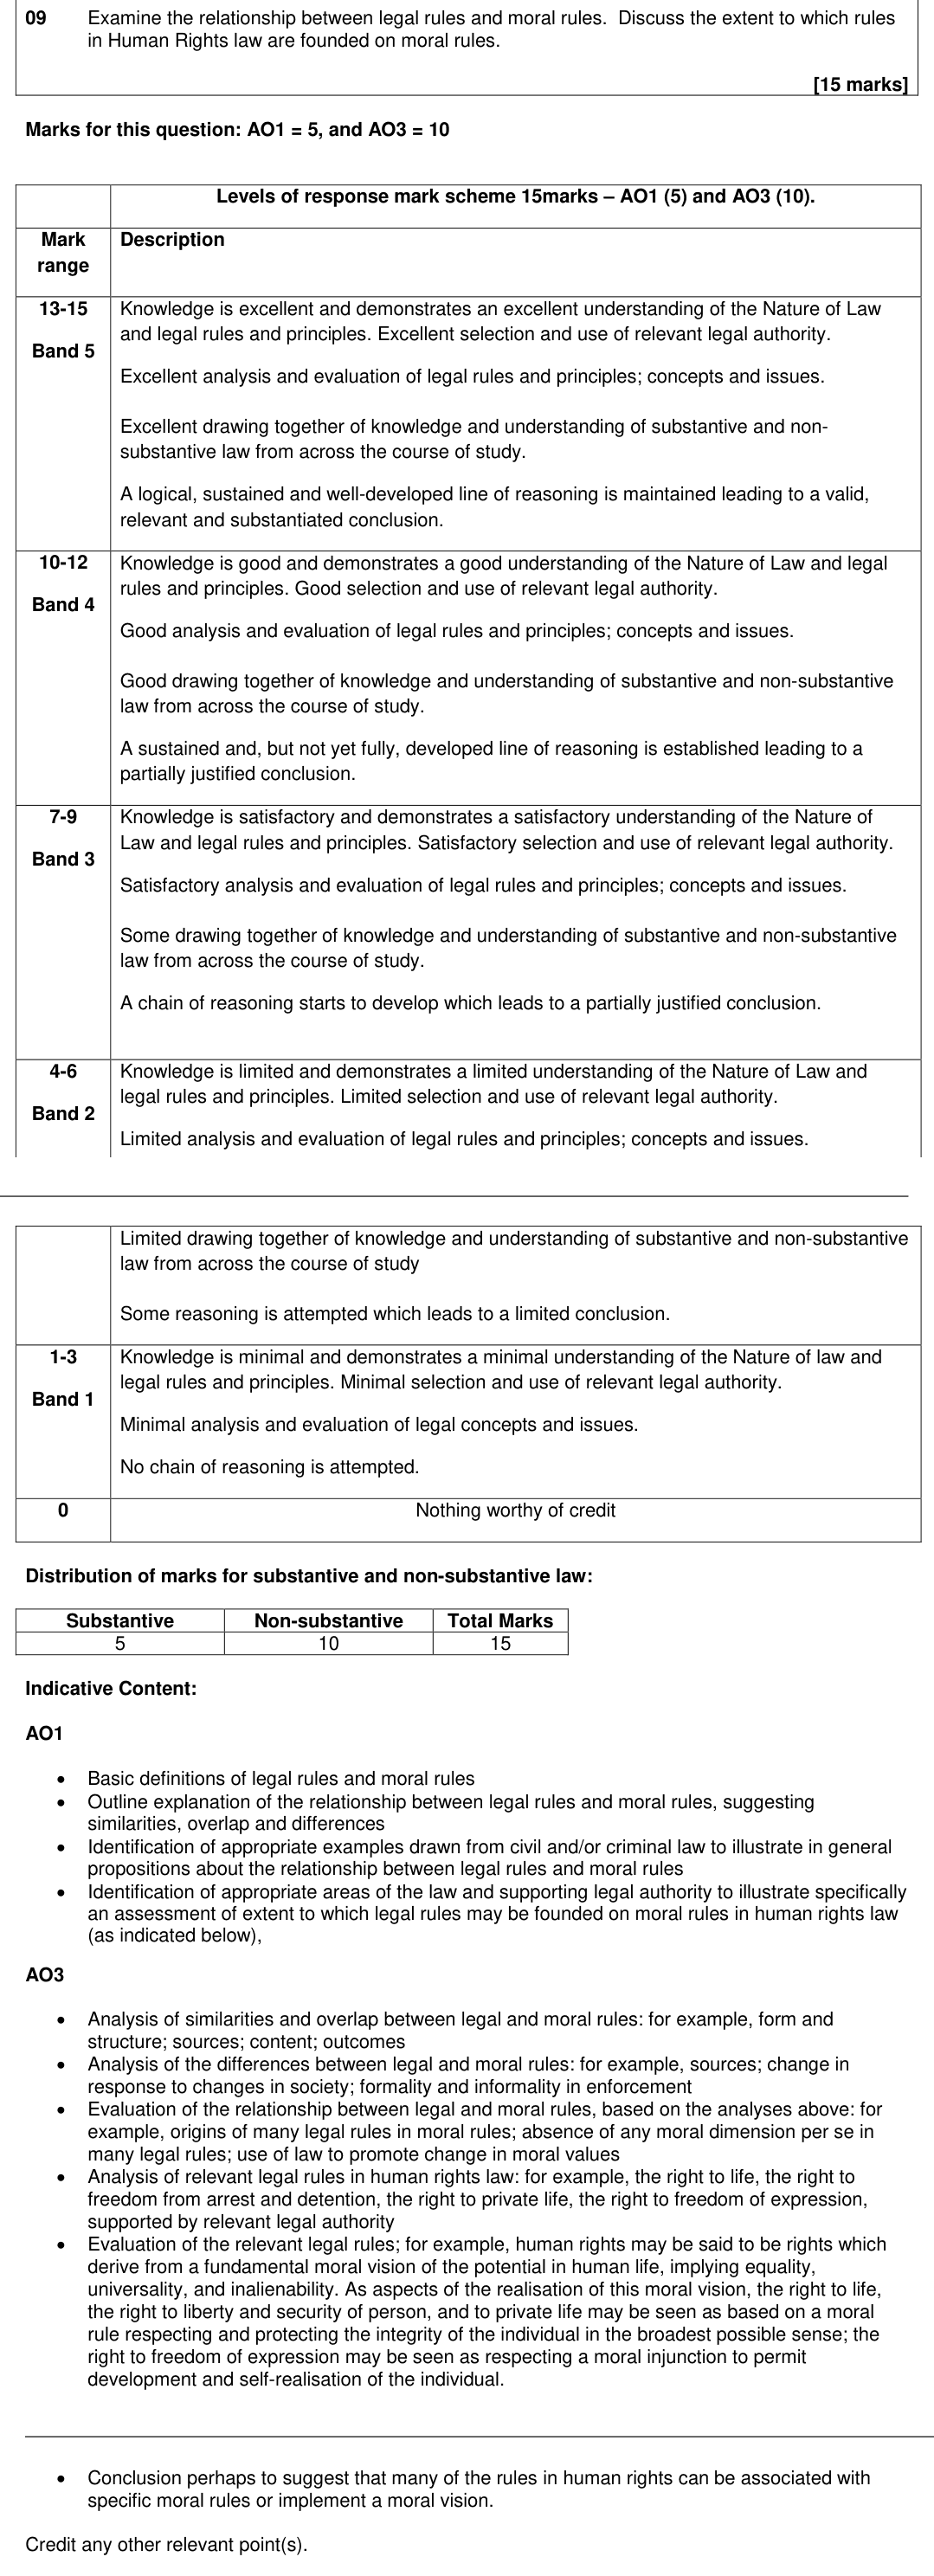 09 Examine the relationship between legal rules and moral rules. Discuss the extent to which rules
in Human Rights law are founded on moral rules.
[15 marks]
Marks for this question: AO1 = 5, and AO3 = 10
Levels of response mark scheme 15marks – AO1 (5) and AO3 (10).
Mark
range
Description
13-15
Band 5
Knowledge is excellent and demonstrates an excellent understanding of the Nature of Law
and legal rules and principles. Excellent selection and use of relevant legal authority.
Excellent analysis and evaluation of legal rules and principles; concepts and issues.
Excellent drawing together of knowledge and understanding of substantive and non-
substantive law from across the course of study.
A logical, sustained and well-developed line of reasoning is maintained leading to a valid,
relevant and substantiated conclusion.
10-12
Band 4
Knowledge is good and demonstrates a good understanding of the Nature of Law and legal
rules and principles. Good selection and use of relevant legal authority.
Good analysis and evaluation of legal rules and principles; concepts and issues.
Good drawing together of knowledge and understanding of substantive and non-substantive
law from across the course of study.
A sustained and, but not yet fully, developed line of reasoning is established leading to a
partially justified conclusion.
7-9
Band 3
Knowledge is satisfactory and demonstrates a satisfactory understanding of the Nature of
Law and legal rules and principles. Satisfactory selection and use of relevant legal authority.
Satisfactory analysis and evaluation of legal rules and principles; concepts and issues.
Some drawing together of knowledge and understanding of substantive and non-substantive
law from across the course of study.
A chain of reasoning starts to develop which leads to a partially justified conclusion.
4-6
Band 2
Knowledge is limited and demonstrates a limited understanding of the Nature of Law and
legal rules and principles. Limited selection and use of relevant legal authority.
Limited analysis and evaluation of legal rules and principles; concepts and issues.
Limited drawing together of knowledge and understanding of substantive and non-substantive
law from across the course of study
Some reasoning is attempted which leads to a limited conclusion.
1-3
Band 1
Knowledge is minimal and demonstrates a minimal understanding of the Nature of law and
legal rules and principles. Minimal selection and use of relevant legal authority.
Minimal analysis and evaluation of legal concepts and issues.
No chain of reasoning is attempted.
0
Nothing worthy of credit
Distribution of marks for substantive and non-substantive law:
Substantive Non-substantive Total Marks
5 10 15
Indicative Content:
AO1
• Basic definitions of legal rules and moral rules
• Outline explanation of the relationship between legal rules and moral rules, suggesting
similarities, overlap and differences
• Identification of appropriate examples drawn from civil and/or criminal law to illustrate in general
propositions about the relationship between legal rules and moral rules
• Identification of appropriate areas of the law and supporting legal authority to illustrate specifically
an assessment of extent to which legal rules may be founded on moral rules in human rights law
(as indicated below),
AO3
• Analysis of similarities and overlap between legal and moral rules: for example, form and
structure; sources; content; outcomes
• Analysis of the differences between legal and moral rules: for example, sources; change in
response to changes in society; formality and informality in enforcement
• Evaluation of the relationship between legal and moral rules, based on the analyses above: for
example, origins of many legal rules in moral rules; absence of any moral dimension per se in
many legal rules; use of law to promote change in moral values
• Analysis of relevant legal rules in human rights law: for example, the right to life, the right to
freedom from arrest and detention, the right to private life, the right to freedom of expression,
supported by relevant legal authority
• Evaluation of the relevant legal rules; for example, human rights may be said to be rights which
derive from a fundamental moral vision of the potential in human life, implying equality,
universality, and inalienability. As aspects of the realisation of this moral vision, the right to life,
the right to liberty and security of person, and to private life may be seen as based on a moral
rule respecting and protecting the integrity of the individual in the broadest possible sense; the
right to freedom of expression may be seen as respecting a moral injunction to permit
development and self-realisation of the individual.
• Conclusion perhaps to suggest that many of the rules in human rights can be associated with
specific moral rules or implement a moral vision.
Credit any other relevant point(s).